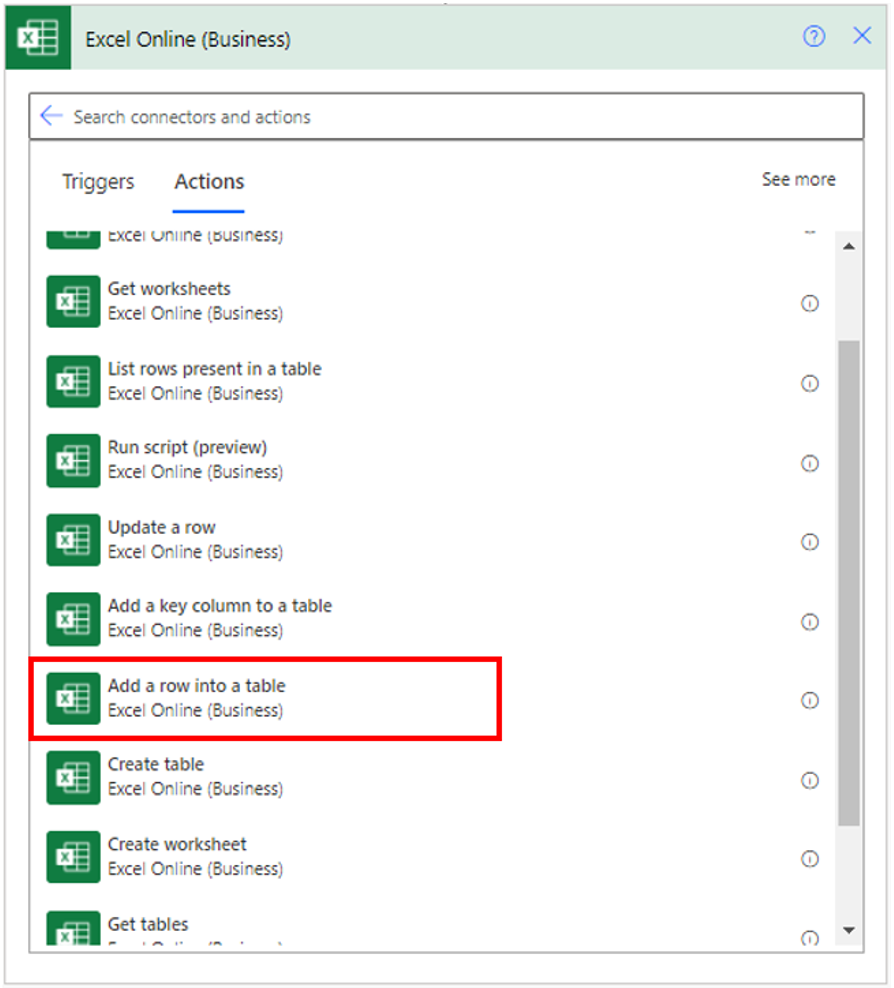 Excel Online (Business)
Search connectors and actions
Triggers
Actions
See more
Excel Online (Business)
Get worksheets
Excel Online (Business)
List rows present in a table
Excel Online (Business)
Run script (preview)
Excel Online (Business)
Update a row
Excel Online (Business)
Add a key column to a table
Excel Online (Business)
Add a row into a table
Excel Online (Business)
Create table
Excel Online (Business)
Create worksheet
Excel Online (Business)
Get tables